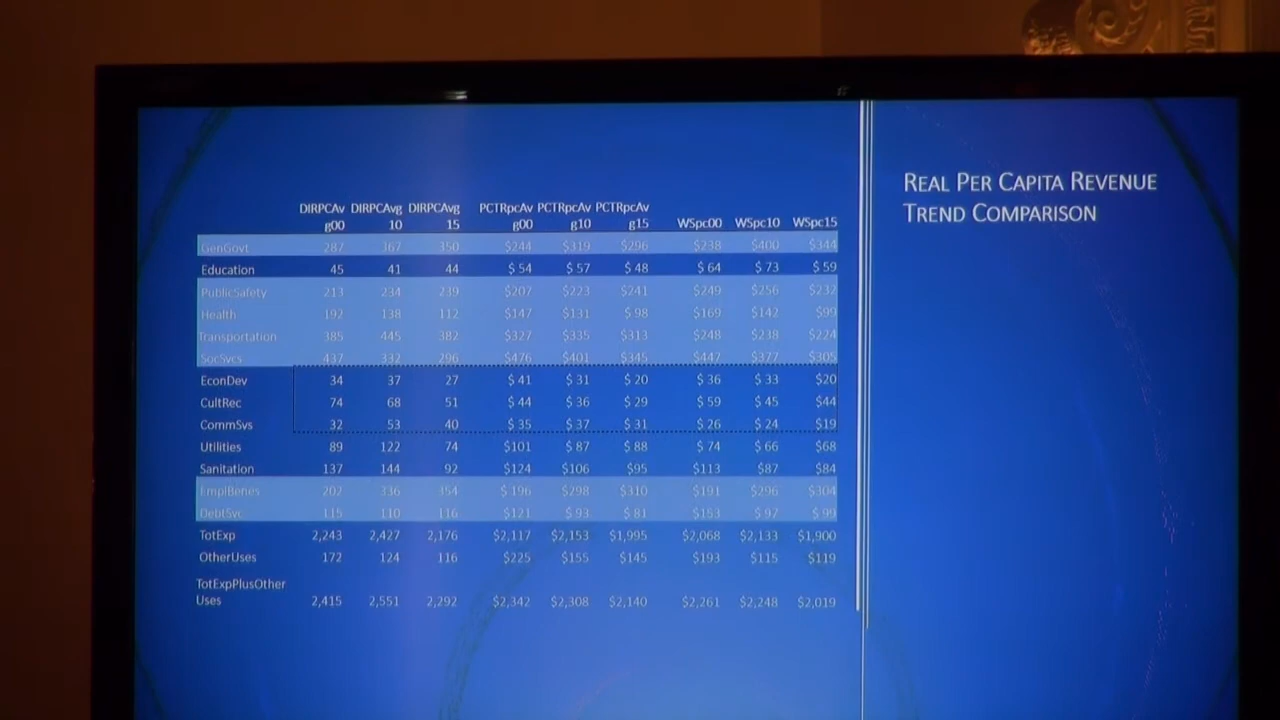 REAL PER CAPITA REVENUE
TREND COMPARISON
DIRPCAv DIRPCAvg DIRPCAvg PCTRpcAv PCTRpcAv PCTRpcAv
g00 10 15 g00 g10 g15 WSpc00 WSpc10 WSpc15
GenGovt 287 367 350 $244 $319 $296 $238 $400 $344
Education 45 41 44 $ 54 $ 57 $ 48 $ 64 $ 73 $ 59
PublicSafety 213 234 239 $207 $223 $241 $249 $256 $232
Health 192 138 112 $147 $131 $ 98 $169 $142 $99
Transportation 385 445 382 $327 $335 $313 $248 $238 $224
SocSvcs 437 332 296 $476 $401 $345 $447 $377 $305
EconDev 34 37 27 $ 41 $ 31 $ 20 $ 36 $ 33 $20
CultRec 74 68 51 $ 44 $ 36 $ 29 $ 59 $ 45 $44
CommSvs 32 53 40 $ 35 $ 37 $ 31 $ 26 $ 24 $19
Utilities 89 122 74 $101 $ 87 $ 88 $ 74 $ 66 $68
Sanitation 137 144 92 $124 $106 $95 $113 $87 $84
EmplBenes 202 336 354 $ 196 $298 $310 $191 $296 $304
DebtSvc 115 110 116 $121 $ 93 $ 81 $153 $ 97 $ 99
TotExp 2,243 2,427 2,176 $2,117 $2,153 $1,995 $2,068 $2,133 $1,900
OtherUses 172 124 116 $225 $155 $145 $193 $115 $119
TotExpPlusOther
Uses 2,415 2,551 2,292 $2,342 $2,308 $2,140 $2,261 $2,248 $2,019